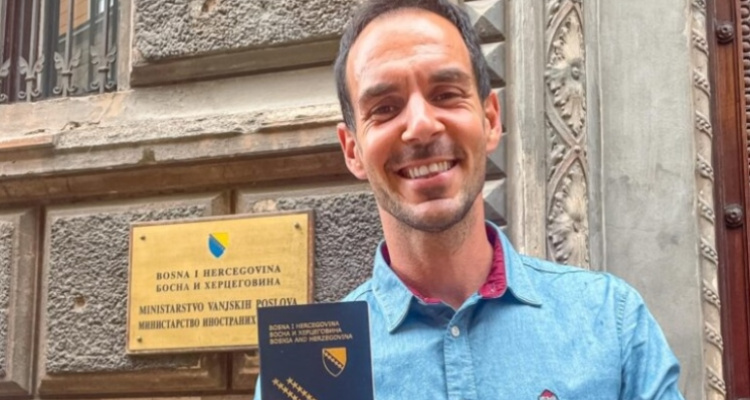 BOSNA I HERCEGOVINA
БОСНА И ХЕРЦЕГОВИНА
MINISTARSTVO VANJSKIH POSLOVA
МИНИСТАРСТВО ИНОСТРАНИХ
BOSNA I HERCEGOVINA
БОСНА И ХЕРЦЕГОВИНА
BOSNIA AND HERZEGOVINA